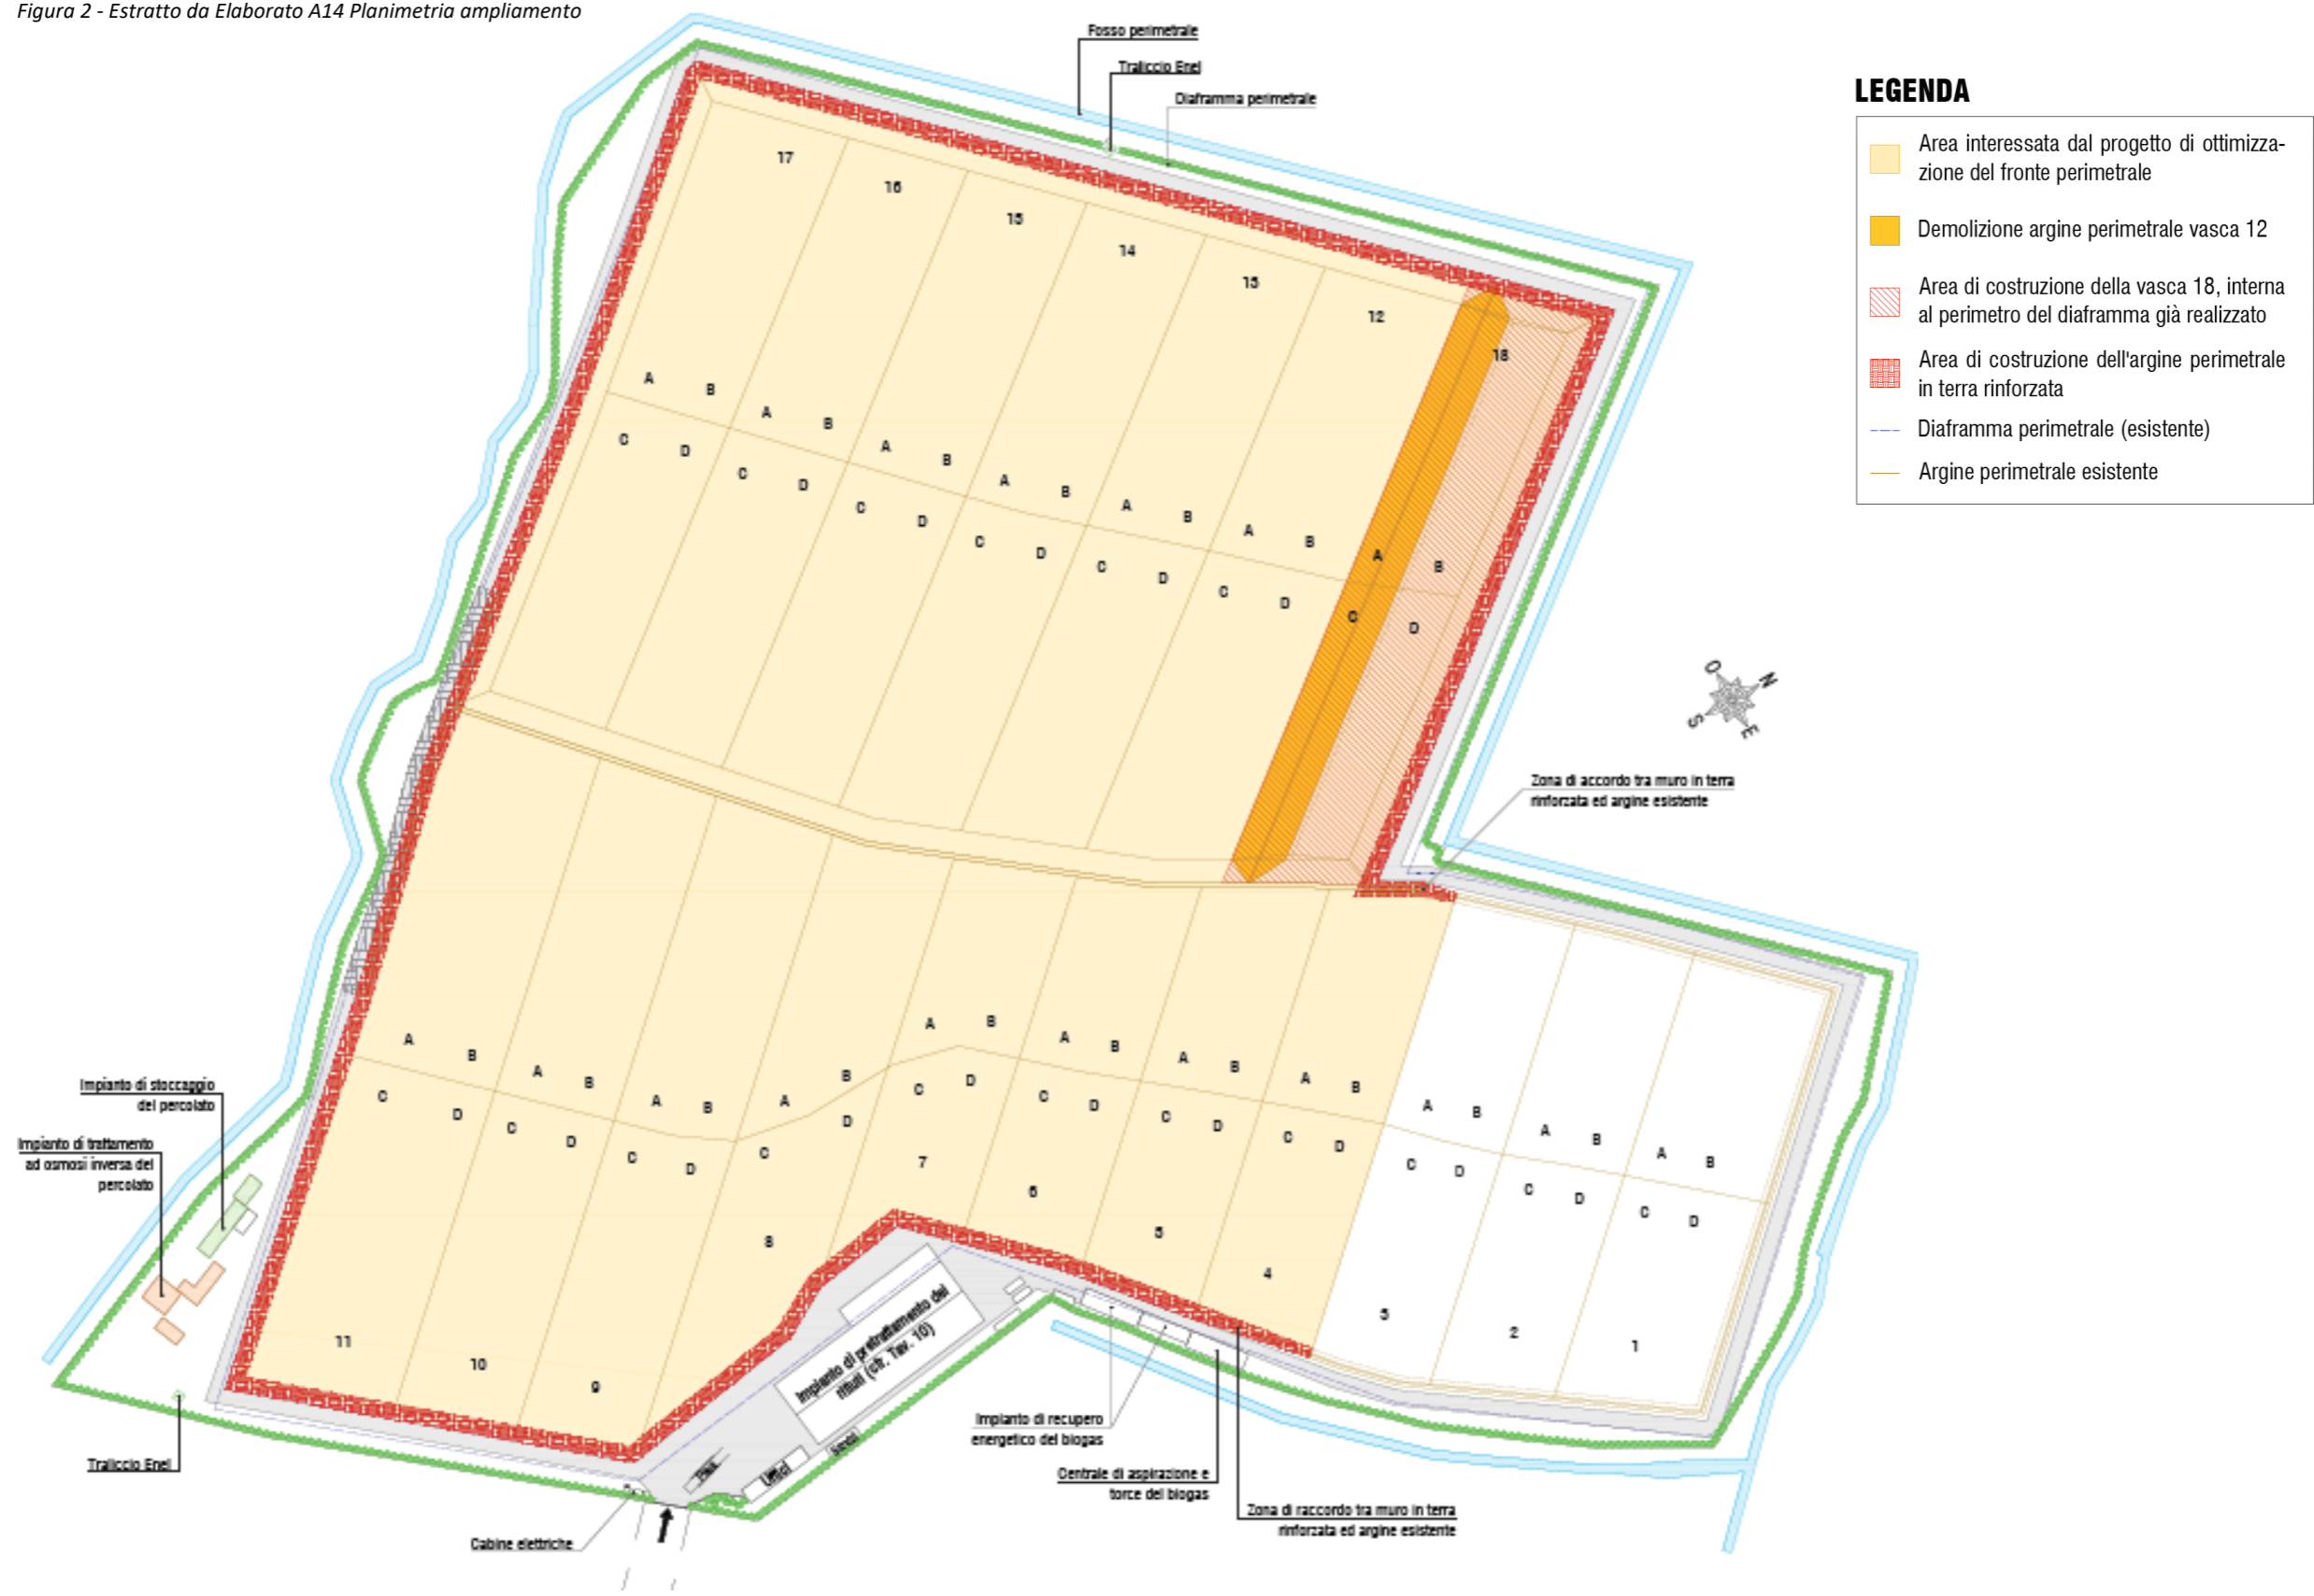 Figura 2 - Estratto da Elaborato A14 Planimetria ampliamento
Fosso perimetrale
Traliccio Enel
Diaframma perimetrale
LEGENDA
Area interessata dal progetto di ottimizza-
zione del fronte perimetrale
Demolizione argine perimetrale vasca 12
Area di costruzione della vasca 18, interna
al perimetro del diaframma già realizzato
Area di costruzione dell'argine perimetrale
in terra rinforzata
Diaframma perimetrale (esistente)
Argine perimetrale esistente
17
16
15
14
13
12
18
A B A B A B A B A B A B A B
C D C D C D C D C D C D C D
O N
S E
Zona di accordo tra muro in terra
rinforzata ed argine esistente
A B A B A B A B A B A B A B A B A B A B A B
C D C D C D C D C D C D C D C D C D C D C D
Impianto di stoccaggio
del percolato
Impianto di trattamento
ad osmosi inversa del
percolato
11
10
9
8
7
6
5
4
3
2
1
Impianto di pretrattamento dei
rifiuti (cfr. Tav. 10)
Servizi
Uffici
Pesa
Impianto di recupero
energetico del biogas
Centrale di aspirazione e
torce del biogas
Zona di raccordo tra muro in terra
rinforzata ed argine esistente
Traliccio Enel
Cabine elettriche